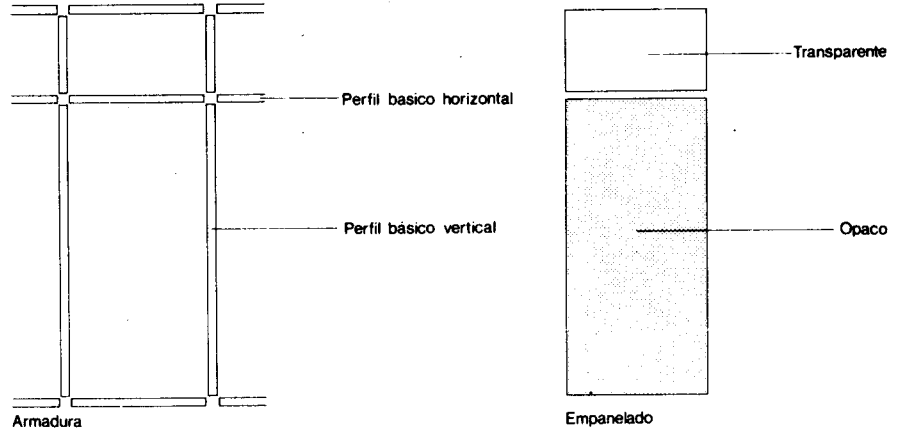 Transparente
Perfil basico horizontal
Perfil básico vertical
Opaco
Armadura
Empanelado